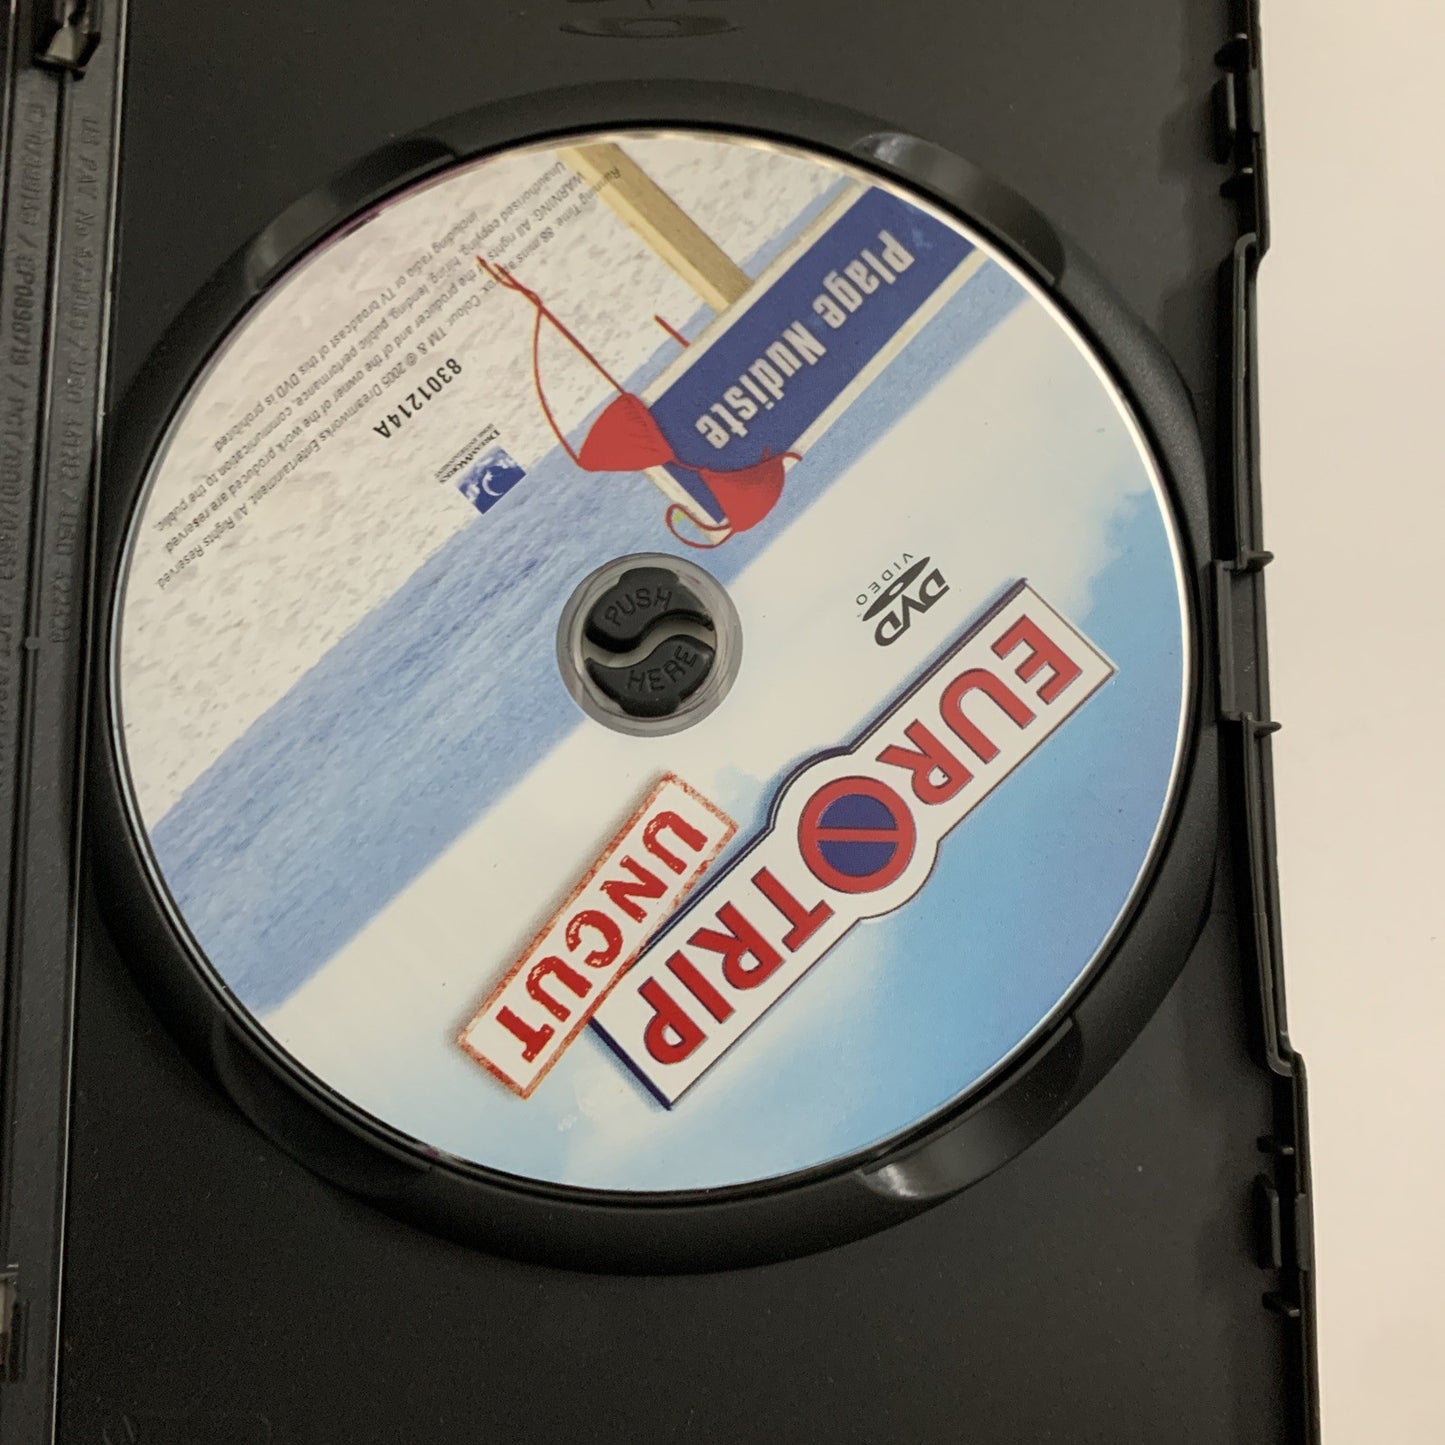 EUROTRIP
UNCUT
DVD
VIDEO
Plage Nudiste
PUSH
HERE
DREAMWORKS
83012144A
Running Time: 88 mins approx. Colour. TM & © 2005 Dreamworks Entertainment. All Rights Reserved.
WARNING: All rights of the producer and of the owner of the work produced are reserved.
Unauthorised copying, hiring, lending, public performance, communication to the public,
including radio or TV broadcast of this DVD is prohibited.